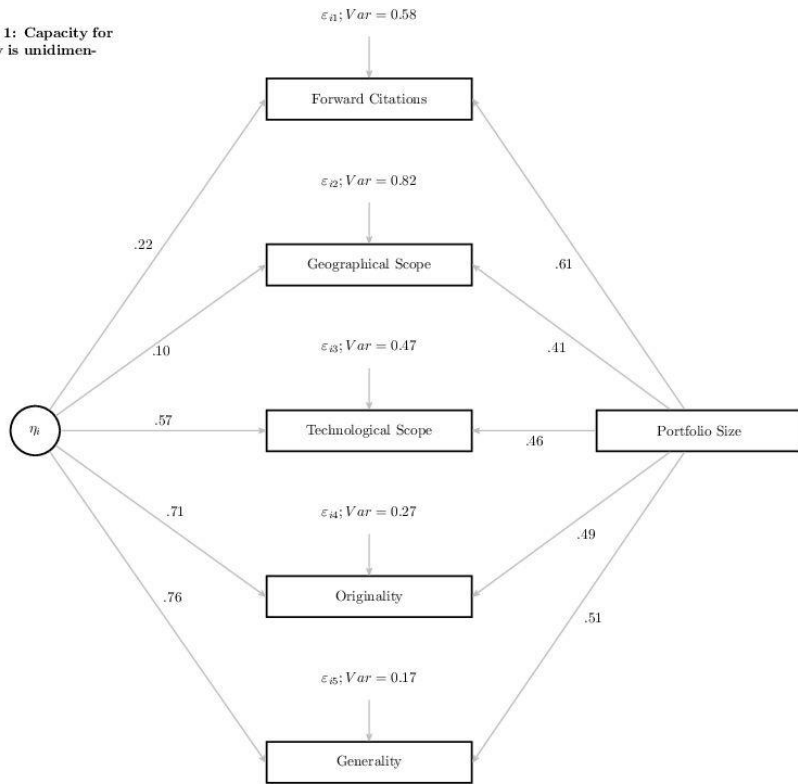 ε_{i1}; Var = 0.58
1: Capacity for
is unidimen-
Forward Citations
ε_{i2}; Var = 0.82
.22
Geographical Scope
.61
ε_{i3}; Var = 0.47
.10
.41
.57
η_i
Technological Scope
.46
Portfolio Size
.71
ε_{i4}; Var = 0.27
.49
.76
Originality
.51
ε_{i5}; Var = 0.17
Generality